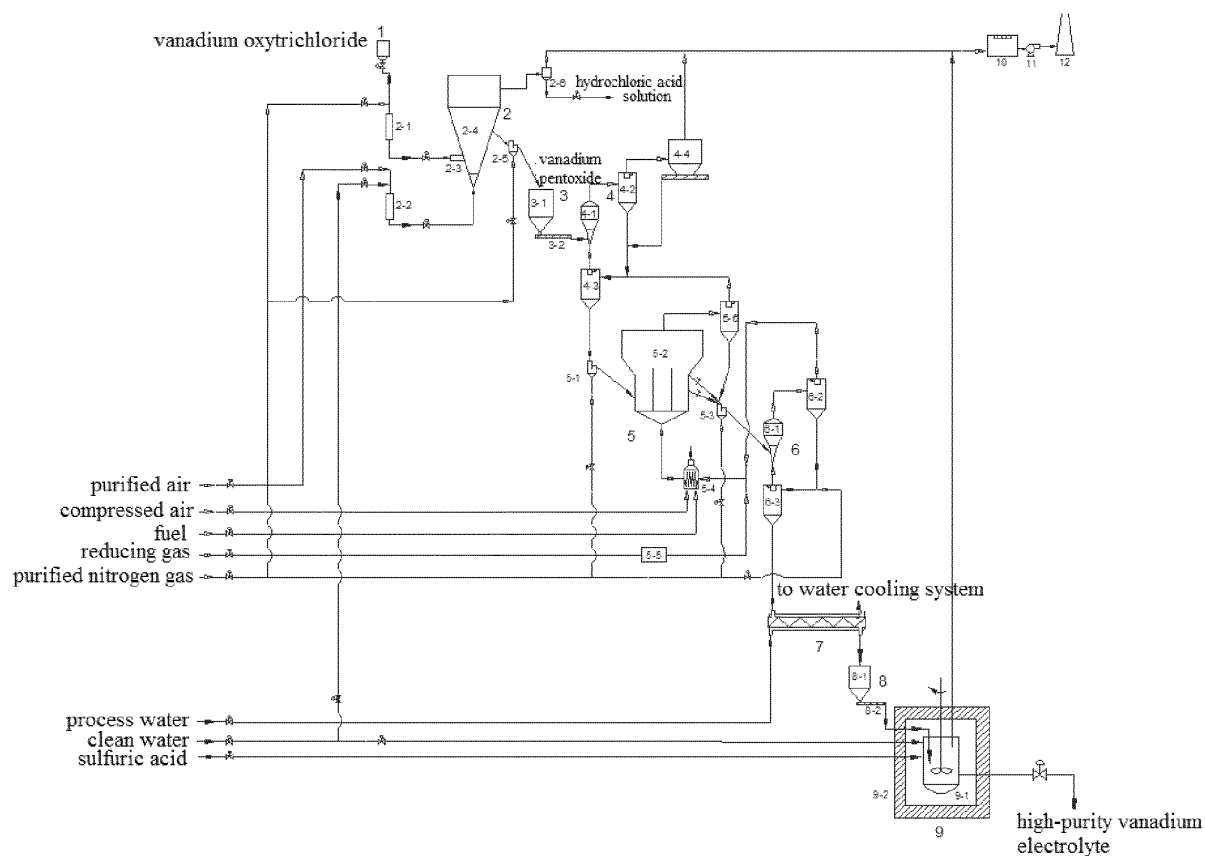 1
vanadium oxytrichloride
10
11
12
2-6
hydrochloric acid
solution
2
2-1
2-4
2-3
2-5
4-4
vanadium
pentoxide
3
4
4-2
3-1
4-1
2-2
3-2
4-3
5-6
5-2
5-1
6-2
5-3
5
6-1
6
purified air
5-4
6-3
compressed air
fuel
reducing gas
5-5
purified nitrogen gas
to water cooling system
7
8-1
8
8-2
process water
clean water
sulfuric acid
9-2
9-1
9
high-purity vanadium
electrolyte